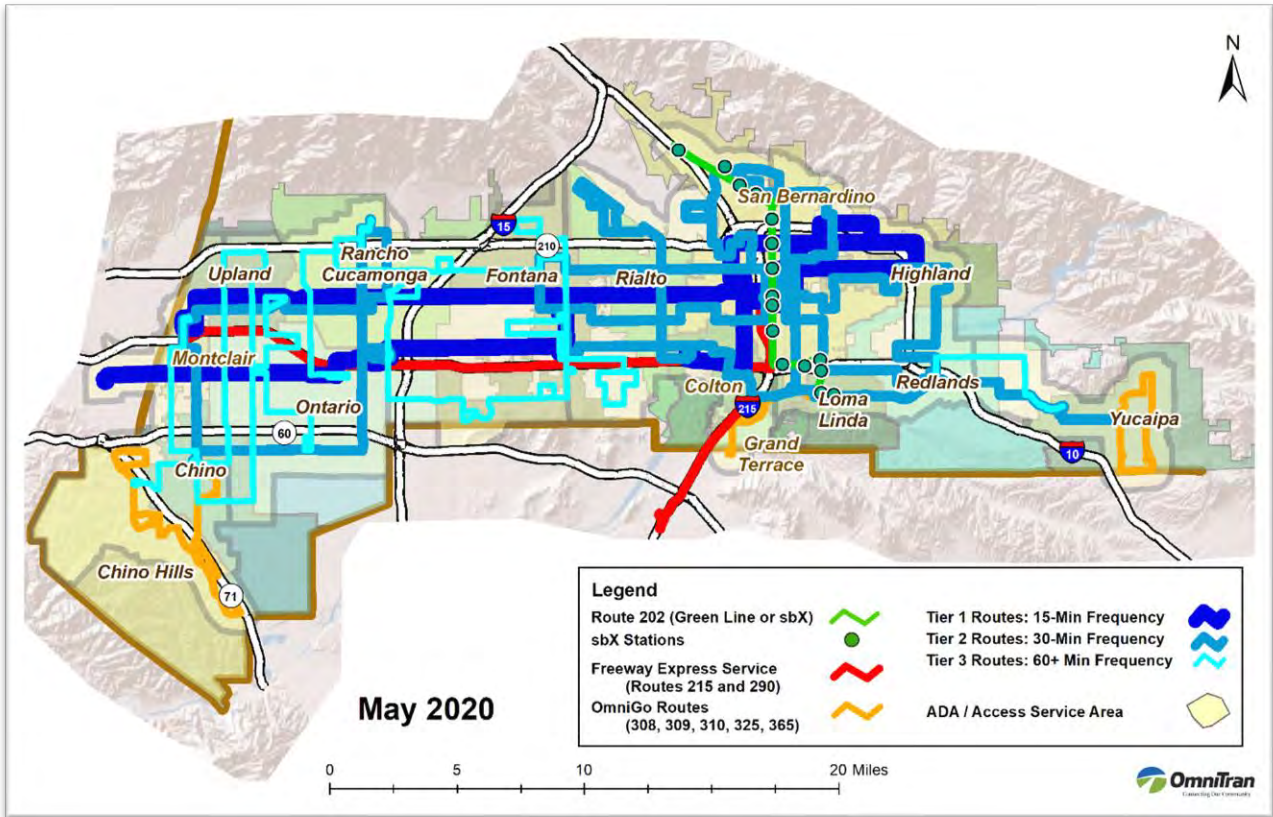 N
San Bernardino
15
210
Rancho
Cucamonga
Upland
Fontana
Rialto
Highland
Montclair
Ontario
Colton
Redlands
Loma
Linda
215
60
Grand
Terrace
Yucaipa
10
Chino
Chino Hills
71
May 2020
Legend
Route 202 (Green Line or sbX)
sbX Stations
Freeway Express Service
(Routes 215 and 290)
OmniGo Routes
(308, 309, 310, 325, 365)
Tier 1 Routes: 15-Min Frequency
Tier 2 Routes: 30-Min Frequency
Tier 3 Routes: 60+ Min Frequency
ADA / Access Service Area
0 5 10 20 Miles
OmniTran
Connecting Our Community